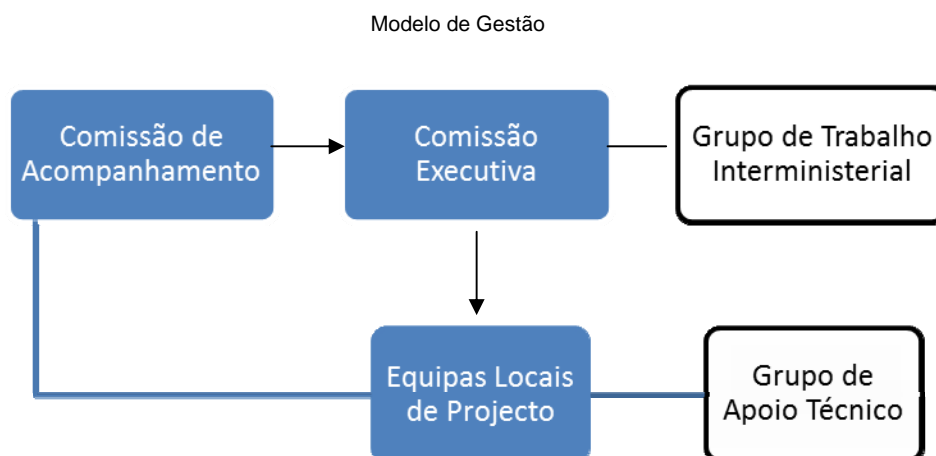 Modelo de Gestão
Comissão de
Acompanhamento
Comissão
Executiva
Grupo de Trabalho
Interministerial
Equipas Locais
de Projecto
Grupo de
Apoio Técnico